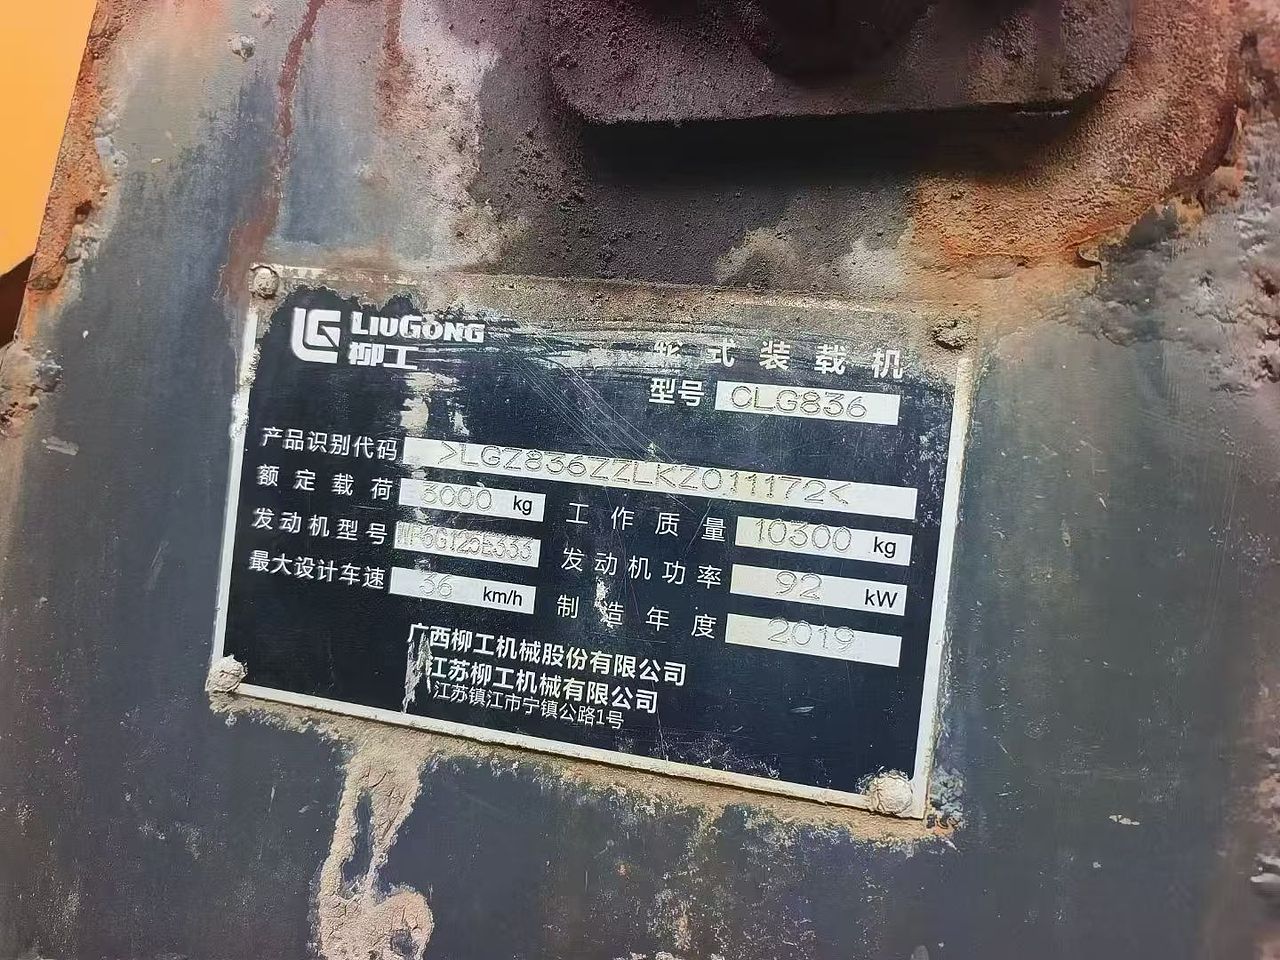 LIUGONG
柳工
轮式装载机
型号 CLG836
产品识别代码 >LGZ836ZZLKZ011172<
额定载荷 3000 kg 工作质量 10300 kg
发动机型号 发动机功率 92 kW
最大设计车速 36 km/h 制造年度 2019
广西柳工机械股份有限公司
江苏柳工机械有限公司
江苏镇江市宁镇公路1号